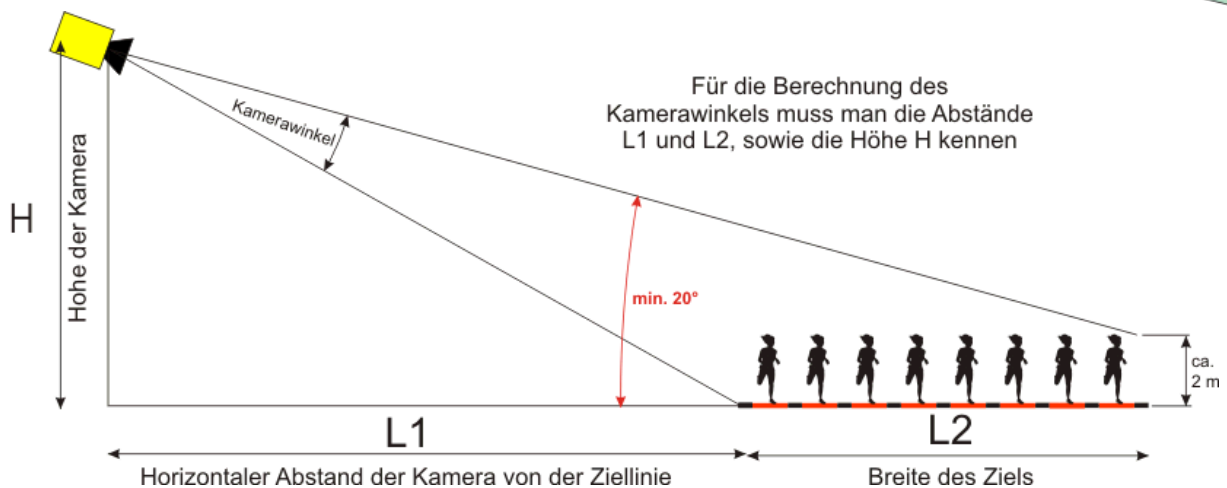 Für die Berechnung des
Kamerawinkels muss man die Abstände
L1 und L2, sowie die Höhe H kennen
Kamerawinkel
H
Hohe der Kamera
min. 20°
ca.
2 m
L1
L2
Horizontaler Abstand der Kamera von der Ziellinie
Breite des Ziels